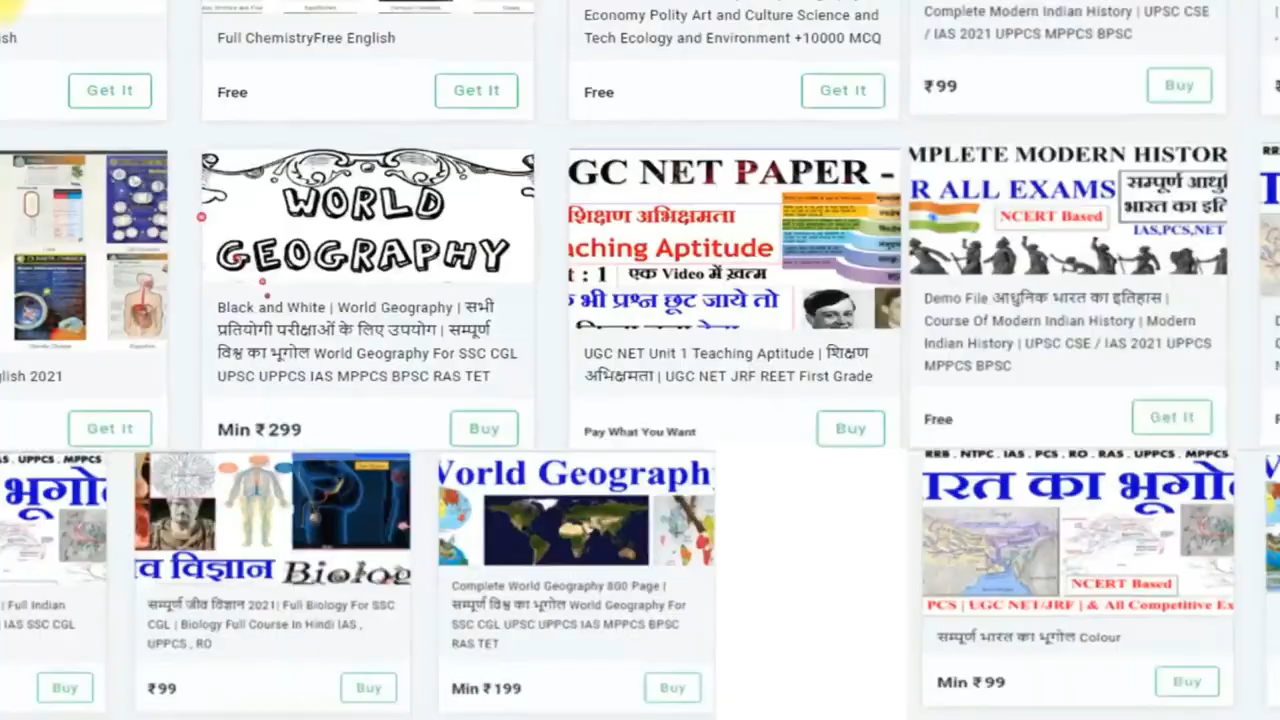 sh
Full ChemistryFree English
Economy Polity Art and Culture Science and
Tech Ecology and Environment +10000 MCQ
Complete Modern Indian History | UPSC CSE
/ IAS 2021 UPPCS MPPCS BPSC
Get It
Free
Get It
Free
Get It
₹99
Buy
glish 2021
Get It
WORLD
GEOGRAPHY
Black and White | World Geography | सभी
प्रतियोगी परीक्षाओं के लिए उपयोग | सम्पूर्ण
विश्व का भूगोल World Geography For SSC CGL
UPSC UPPCS IAS MPPCS BPSC RAS TET
Min ₹299
Buy
GC NET PAPER -
शिक्षण अभिक्षमता
aching Aptitude
t : 1 | एक Video में ख़त्म
भी प्रश्न छूट जाये तो
UGC NET Unit 1 Teaching Aptitude | शिक्षण
अभिक्षमता | UGC NET JRF REET First Grade
Pay What You Want
Buy
MPLETE MODERN HISTOR
R ALL EXAMS
सम्पूर्ण आधु
भारत का इति
NCERT Based
IAS,PCS,NET
Demo File आधुनिक भारत का इतिहास |
Course Of Modern Indian History | Modern
Indian History | UPSC CSE / IAS 2021 UPPCS
MPPCS BPSC
Free
Get It
AS . UPPCS . MPPCS
भूगो
| Full Indian
| IAS SSC CGL
Buy
व विज्ञान Biolog
सम्पूर्ण जीव विज्ञान 2021| Full Biology For SSC
CGL | Biology Full Course In Hindi IAS ,
UPPCS , RO
₹99
Buy
World Geograph
Complete World Geography 800 Page |
सम्पूर्ण विश्व का भूगोल World Geography For
SSC CGL UPSC UPPCS IAS MPPCS BPSC
RAS TET
Min ₹199
Buy
RRB . NTPC . IAS . PCS . RO . RAS . UPPCS . MPPCS
ारत का भूगो
NCERT Based
PCS | UGC NET/JRF | & All Competitive Ex
सम्पूर्ण भारत का भूगोल Colour
Min ₹99
Buy